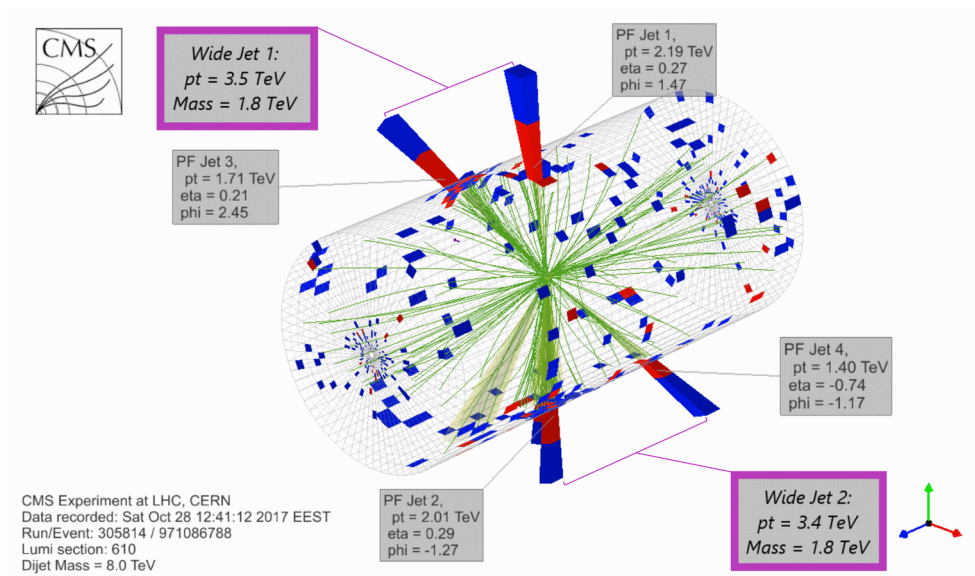 CMS
Wide Jet 1:
pt = 3.5 TeV
Mass = 1.8 TeV
PF Jet 1,
pt = 2.19 TeV
eta = 0.27
phi = 1.47
PF Jet 3,
pt = 1.71 TeV
eta = 0.21
phi = 2.45
PF Jet 4,
pt = 1.40 TeV
eta = -0.74
phi = -1.17
PF Jet 2,
pt = 2.01 TeV
eta = 0.29
phi = -1.27
Wide Jet 2:
pt = 3.4 TeV
Mass = 1.8 TeV
CMS Experiment at LHC, CERN
Data recorded: Sat Oct 28 12:41:12 2017 EEST
Run/Event: 305814 / 971086788
Lumi section: 610
Dijet Mass = 8.0 TeV